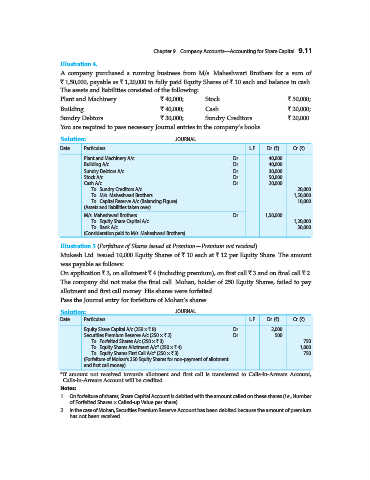 Chapter 9 Company Accounts—Accounting for Share Capital 9.11
Illustration 4.
A company purchased a running business from M/s Maheshwari Brothers for a sum of
₹ 1,50,000, payable as ₹ 1,20,000 in fully paid Equity Shares of ₹ 10 each and balance in cash
The assets and liabilities consisted of the following:
Plant and Machinery ₹ 40,000; Stock ₹ 50,000;
Building ₹ 40,000; Cash ₹ 20,000;
Sundry Debtors ₹ 30,000; Sundry Creditors ₹ 20,000
You are required to pass necessary Journal entries in the company's books
Solution: JOURNAL
Date Particulars L.F Dr (₹) Cr (₹)
Plant and Machinery A/c Dr 40,000
Building A/c Dr 40,000
Sundry Debtors A/c Dr 30,000
Stock A/c Dr 50,000
Cash A/c Dr 20,000
To Sundry Creditors A/c 20,000
To M/s Maheshwari Brothers 1,50,000
To Capital Reserve A/c (Balancing Figure) 10,000
(Assets and liabilities taken over)
M/s Maheshwari Brothers Dr 1,50,000
To Equity Share Capital A/c 1,20,000
To Bank A/c 30,000
(Consideration paid to M/s Maheshwari Brothers)
Illustration 5 (Forfeiture of Shares issued at Premium—Premium not received)
Mukesh Ltd issued 10,000 Equity Shares of ₹ 10 each at ₹ 12 per Equity Share The amount
was payable as follows:
On application ₹ 3, on allotment ₹ 4 (including premium), on first call ₹ 3 and on final call ₹ 2
The company did not make the final call Mohan, holder of 250 Equity Shares, failed to pay
allotment and first call money His shares were forfeited
Pass the Journal entry for forfeiture of Mohan's shares
Solution: JOURNAL
Date Particulars L.F Dr (₹) Cr (₹)
Equity Share Capital A/c (250 × ₹ 8) Dr 2,000
Securities Premium Reserve A/c (250 × ₹ 2) Dr 500
To Forfeited Shares A/c (250 × ₹ 3) 750
To Equity Shares Allotment A/c* (250 × ₹ 4) 1,000
To Equity Shares First Call A/c* (250 × ₹ 3) 750
(Forfeiture of Mohan's 250 Equity Shares for non-payment of allotment
and first call money)
*If amount not received towards allotment and first call is transferred to Calls-in-Arrears Account,
Calls-in-Arrears Account will be credited
Notes:
1 On forfeiture of shares, Share Capital Account is debited with the amount called on these shares (i.e., Number
of Forfeited Shares × Called-up Value per share)
2 In the case of Mohan, Securities Premium Reserve Account has been debited because the amount of premium
has not been received